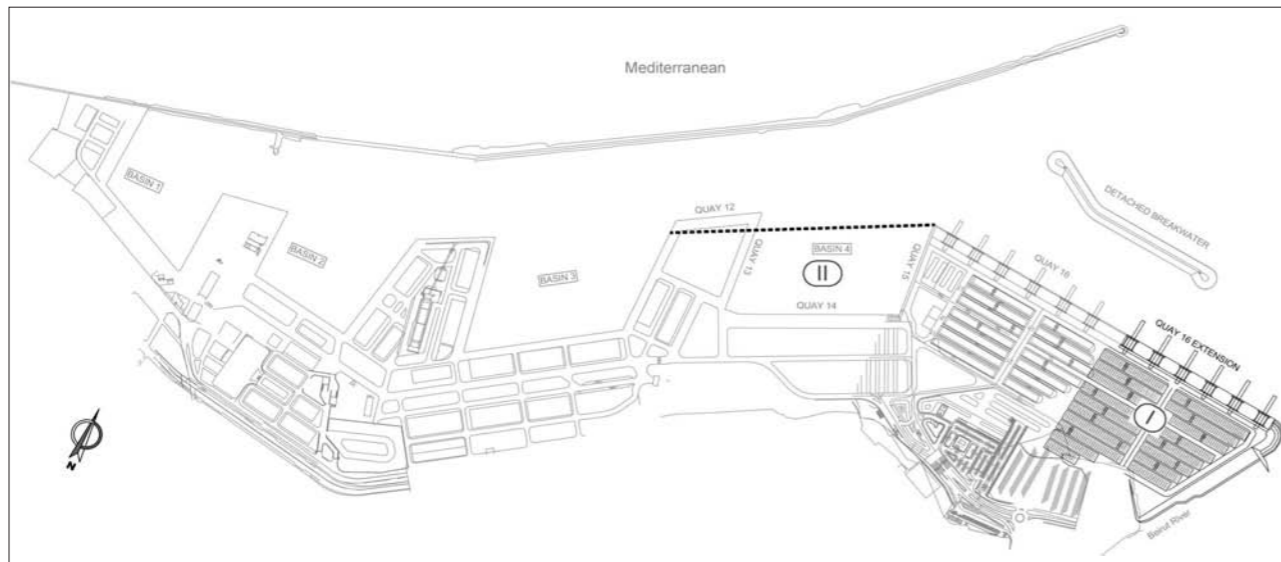 Mediterranean
BASIN 1
BASIN 2
BASIN 3
QUAY 12
QUAY 13
BASIN 4
II
QUAY 14
QUAY 15
QUAY 16
DETACHED BREAKWATER
QUAY 16 EXTENSION
I
Beirut River
N